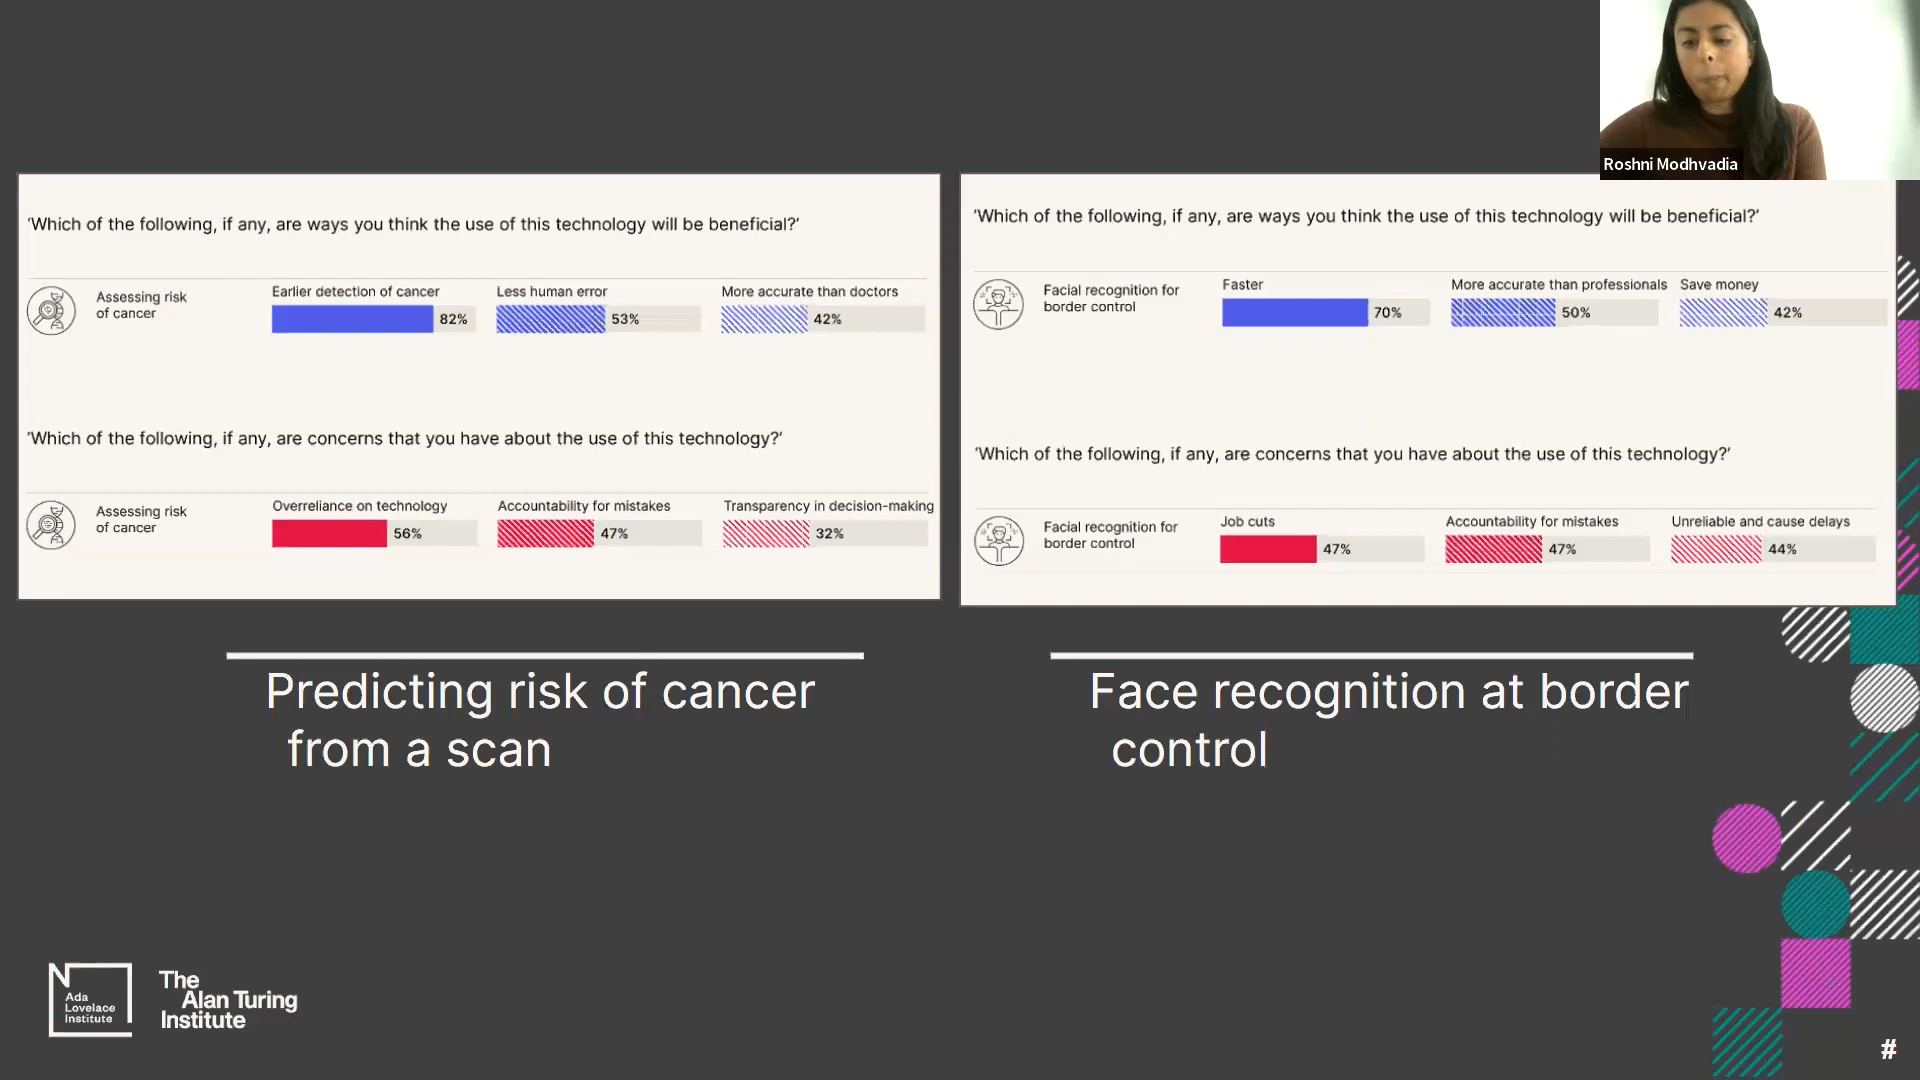 Roshni Modhvadia
‘Which of the following, if any, are ways you think the use of this technology will be beneficial?’
Assessing risk
of cancer
Earlier detection of cancer
82%
Less human error
53%
More accurate than doctors
42%
‘Which of the following, if any, are concerns that you have about the use of this technology?’
Assessing risk
of cancer
Overreliance on technology
56%
Accountability for mistakes
47%
Transparency in decision-making
32%
‘Which of the following, if any, are ways you think the use of this technology will be beneficial?’
Facial recognition for
border control
Faster
70%
More accurate than professionals
50%
Save money
42%
‘Which of the following, if any, are concerns that you have about the use of this technology?’
Facial recognition for
border control
Job cuts
47%
Accountability for mistakes
47%
Unreliable and cause delays
44%
Predicting risk of cancer
from a scan
Face recognition at border
control
Ada
Lovelace
Institute
The
Alan Turing
Institute
#